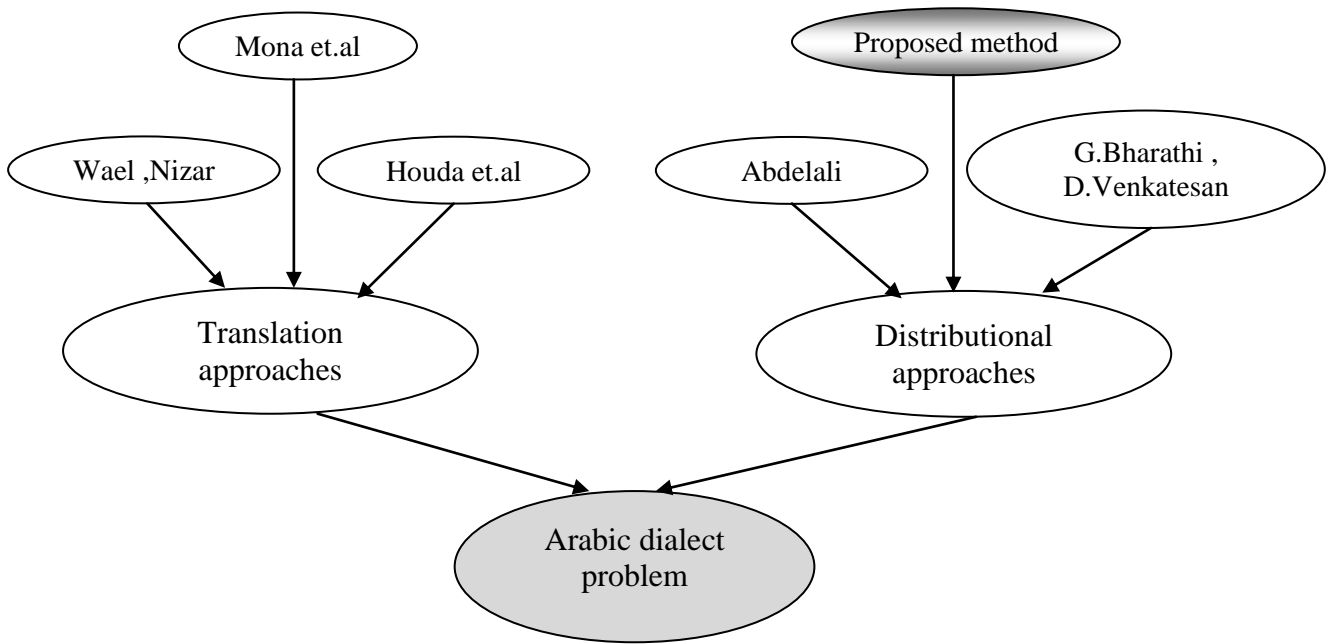 Mona et.al
Proposed method
Wael ,Nizar
Houda et.al
Abdelali
G.Bharathi ,
D.Venkatesan
Translation
approaches
Distributional
approaches
Arabic dialect
problem